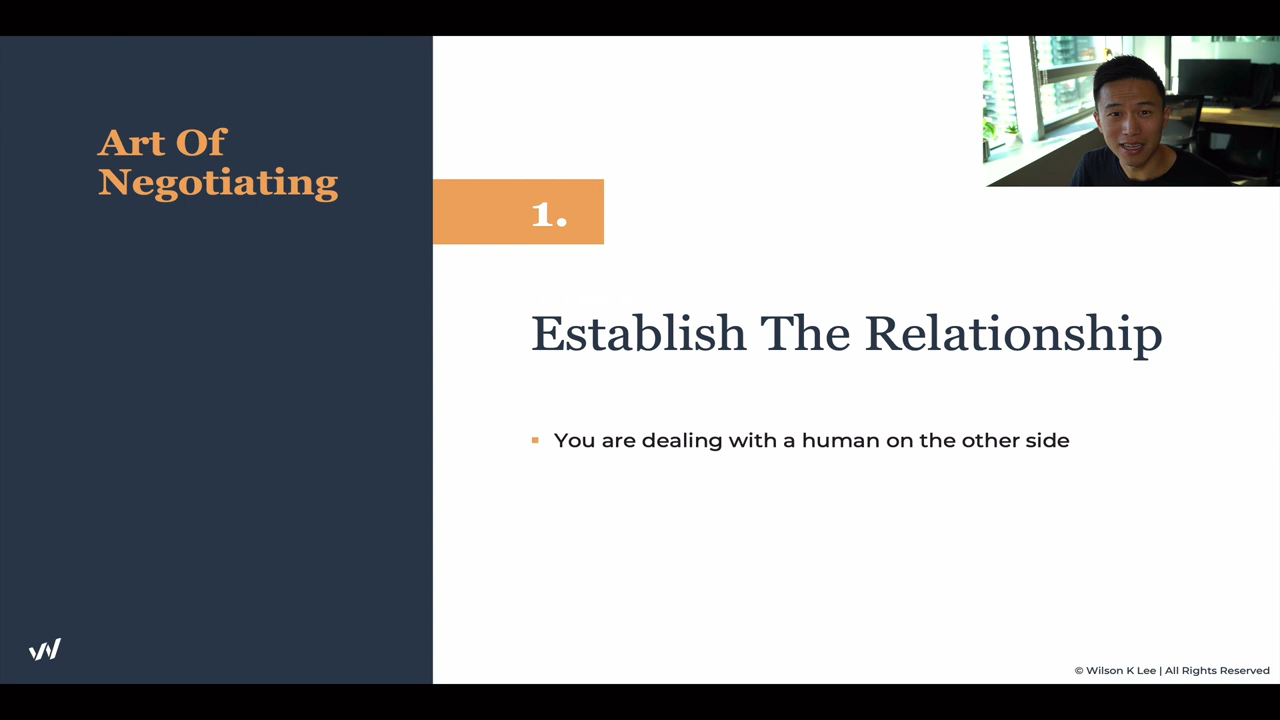 Art Of
Negotiating
1.
Establish The Relationship
You are dealing with a human on the other side
© Wilson K Lee | All Rights Reserved